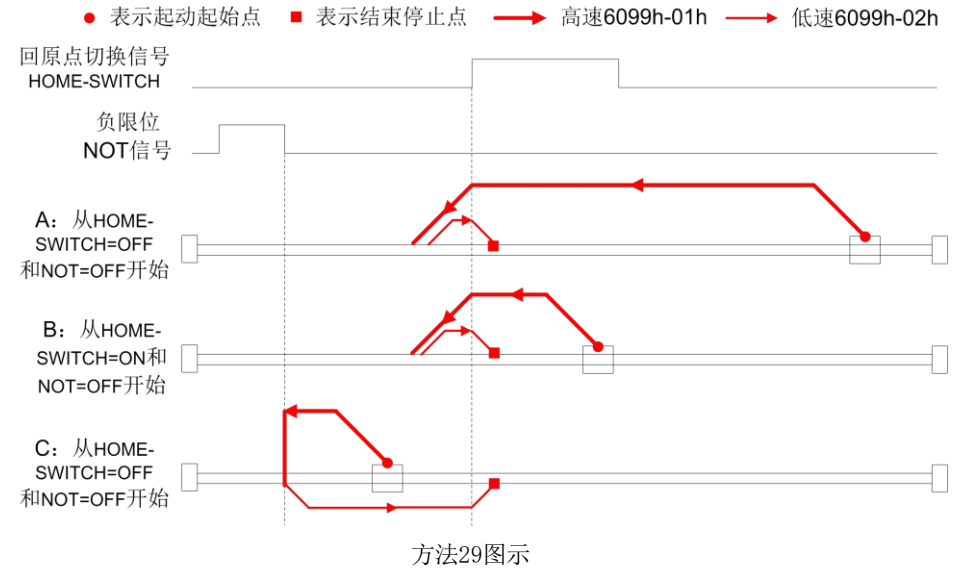 表示起动起始点 表示结束停止点 高速6099h-01h 低速6099h-02h
回原点切换信号
HOME-SWITCH
负限位
NOT信号
A：从HOME-
SWITCH=OFF
和NOT=OFF开始
B：从HOME-
SWITCH=ON和
NOT=OFF开始
C：从HOME-
SWITCH=OFF
和NOT=OFF开始
方法29图示